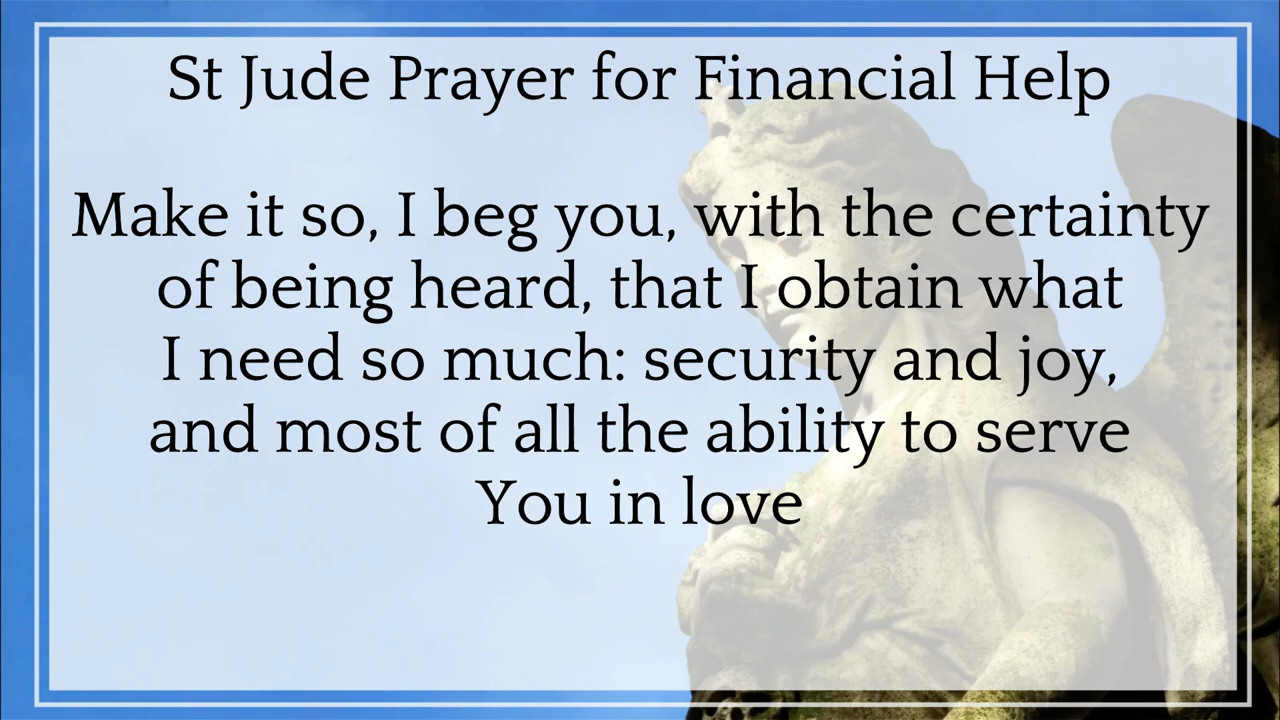 St Jude Prayer for Financial Help
Make it so, I beg you, with the certainty
of being heard, that I obtain what
I need so much: security and joy,
and most of all the ability to serve
You in love